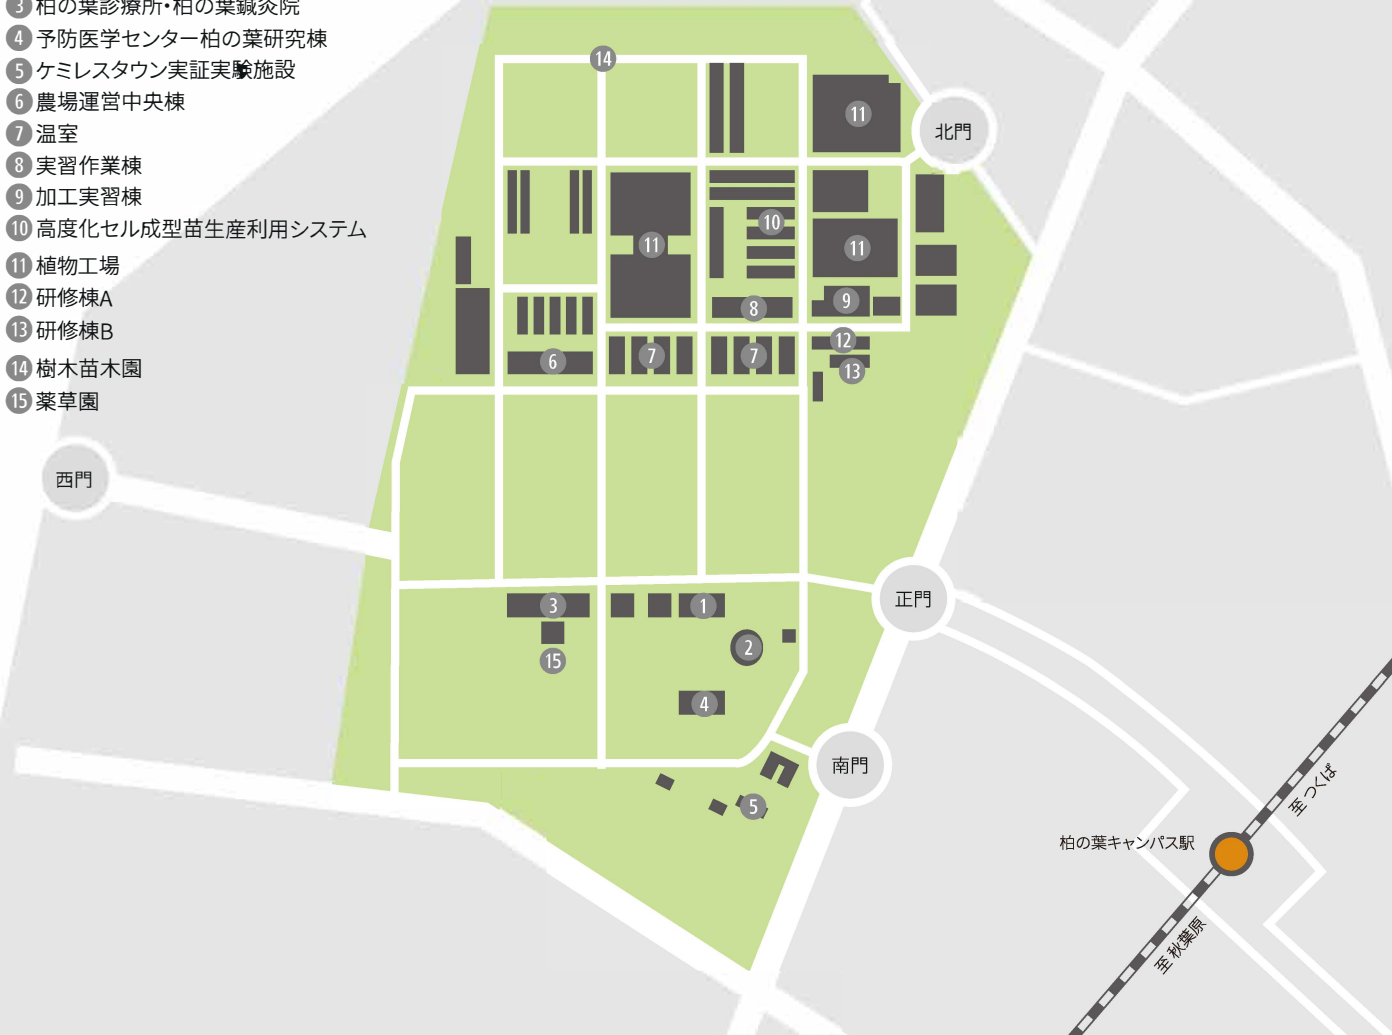 3 柏の葉診療所・柏の葉鍼灸院
4 予防医学センター柏の葉研究棟
5 ケミレスタウン実証実験施設
6 農場運営中央棟
7 温室
8 実習作業棟
9 加工実習棟
10 高度化セル成型苗生産利用システム
11 植物工場
12 研修棟A
13 研修棟B
14 樹木苗木園
15 薬草園
14
11
北門
10
11
11
9
8
12
6
7
7
13
西門
正門
3
1
2
15
4
南門
5
至つくば
柏の葉キャンパス駅
至秋葉原